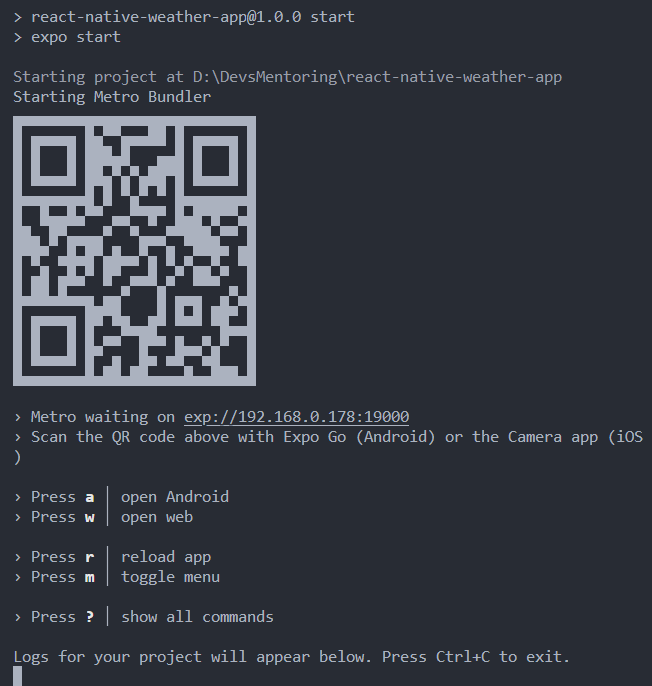 > react-native-weather-app@1.0.0 start
> expo start
Starting project at D:\DevsMentoring\react-native-weather-app
Starting Metro Bundler
› Metro waiting on exp://192.168.0.178:19000
› Scan the QR code above with Expo Go (Android) or the Camera app (iOS
)
› Press a │ open Android
› Press w │ open web
› Press r │ reload app
› Press m │ toggle menu
› Press ? │ show all commands
Logs for your project will appear below. Press Ctrl+C to exit.